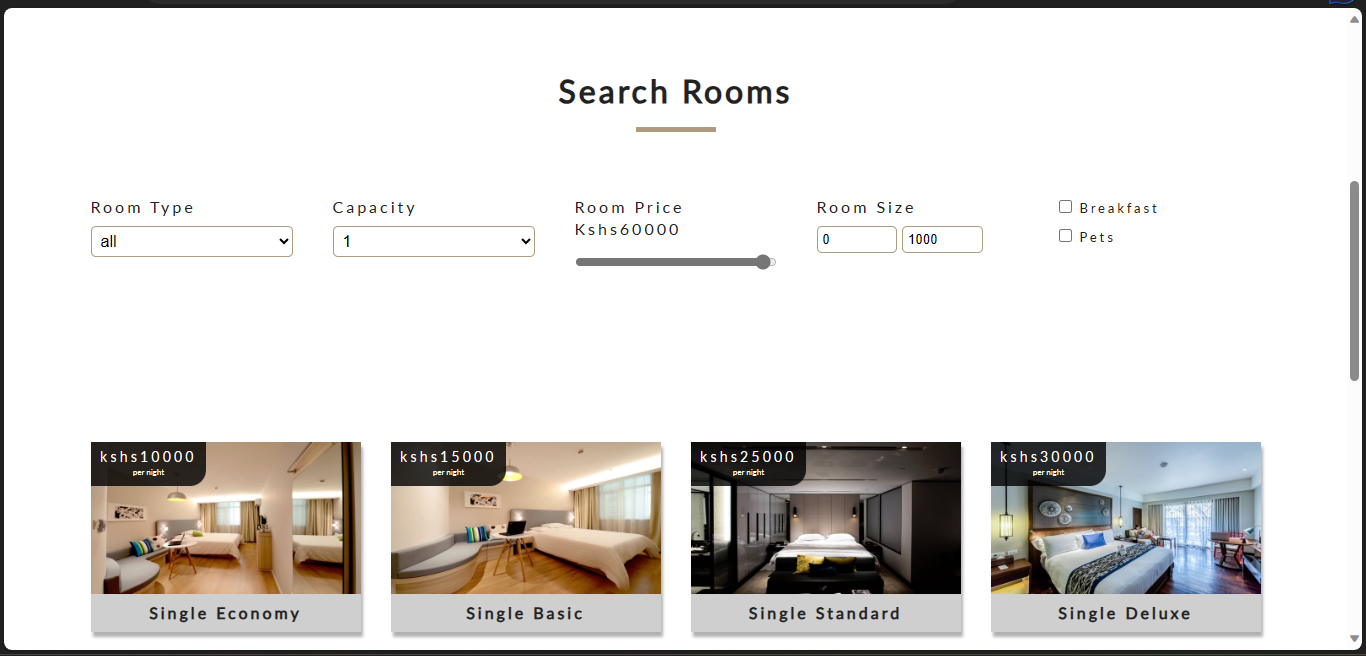 Search Rooms
Room Type
Capacity
Room Price
Room Size
Breakfast
Kshs60000
all
1
0
1000
Pets
kshs10000
per night
kshs15000
per night
kshs25000
per night
kshs30000
per night
Single Economy
Single Basic
Single Standard
Single Deluxe